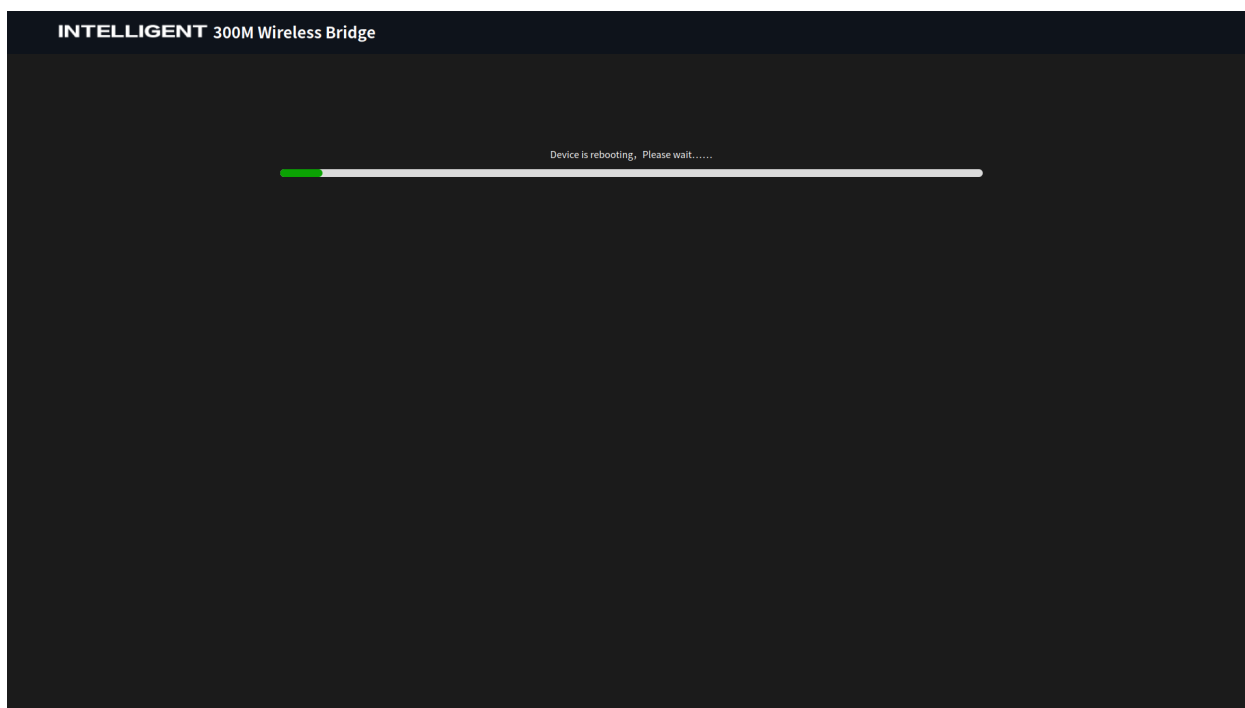 INTELLIGENT 300M Wireless Bridge
Device is rebooting，Please wait......